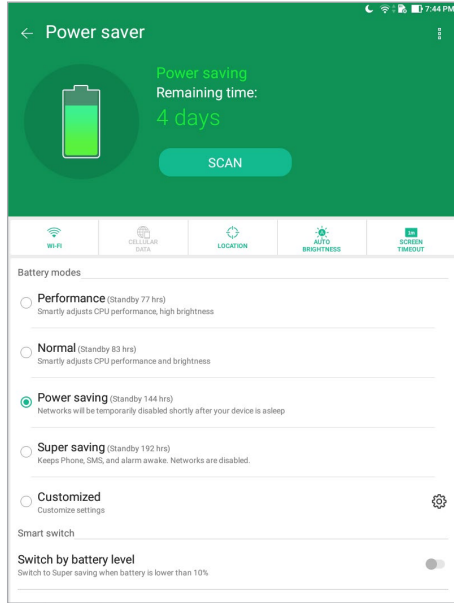 7:44 PM
Power saver
Power saving
Remaining time:
4 days
SCAN
WI-FI
CELLULAR
DATA
LOCATION
AUTO
BRIGHTNESS
1m
SCREEN
TIMEOUT
Battery modes
Performance (Standby 77 hrs)
Smartly adjusts CPU performance, high brightness
Normal (Standby 83 hrs)
Smartly adjusts CPU performance and brightness
Power saving (Standby 144 hrs)
Networks will be temporarily disabled shortly after your device is asleep
Super saving (Standby 192 hrs)
Keeps Phone, SMS, and alarm awake. Networks are disabled.
Customized
Customize settings
Smart switch
Switch by battery level
Switch to Super saving when battery is lower than 10%